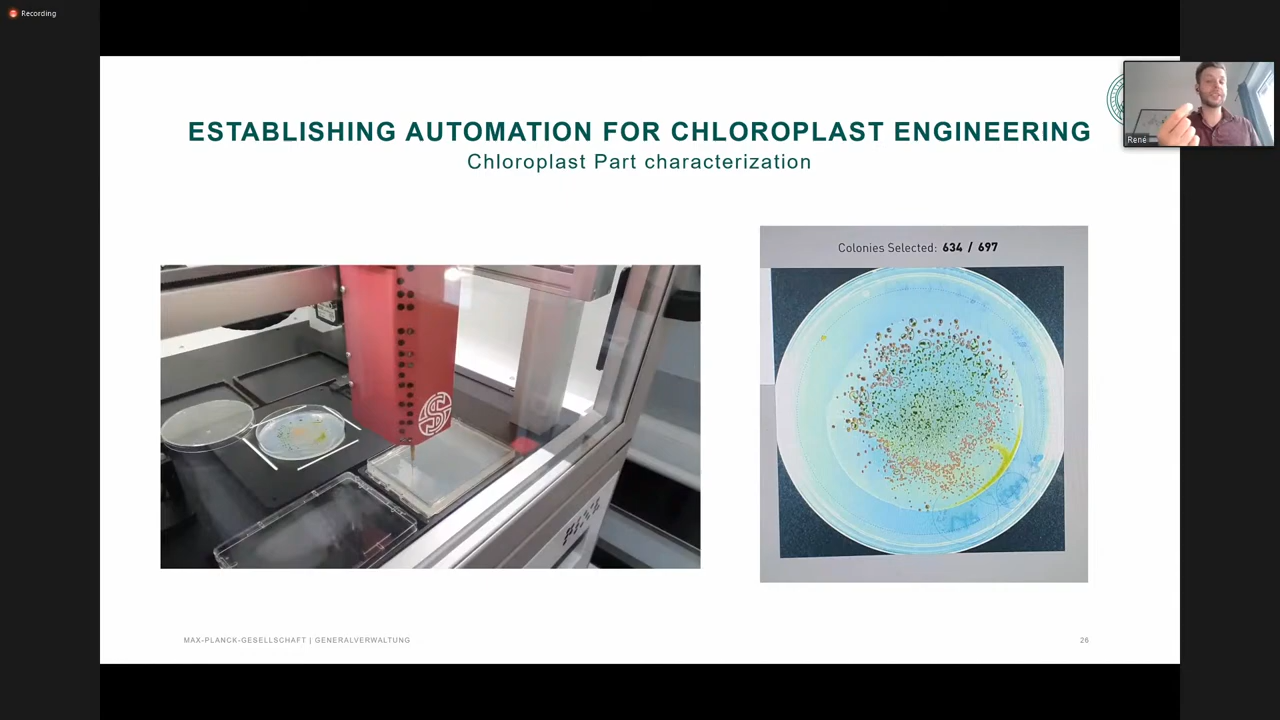 Recording
ESTABLISHING AUTOMATION FOR CHLOROPLAST ENGINEERING
Chloroplast Part characterization
René
Colonies Selected: 634 / 697
MAX-PLANCK-GESELLSCHAFT | GENERALVERWALTUNG
26